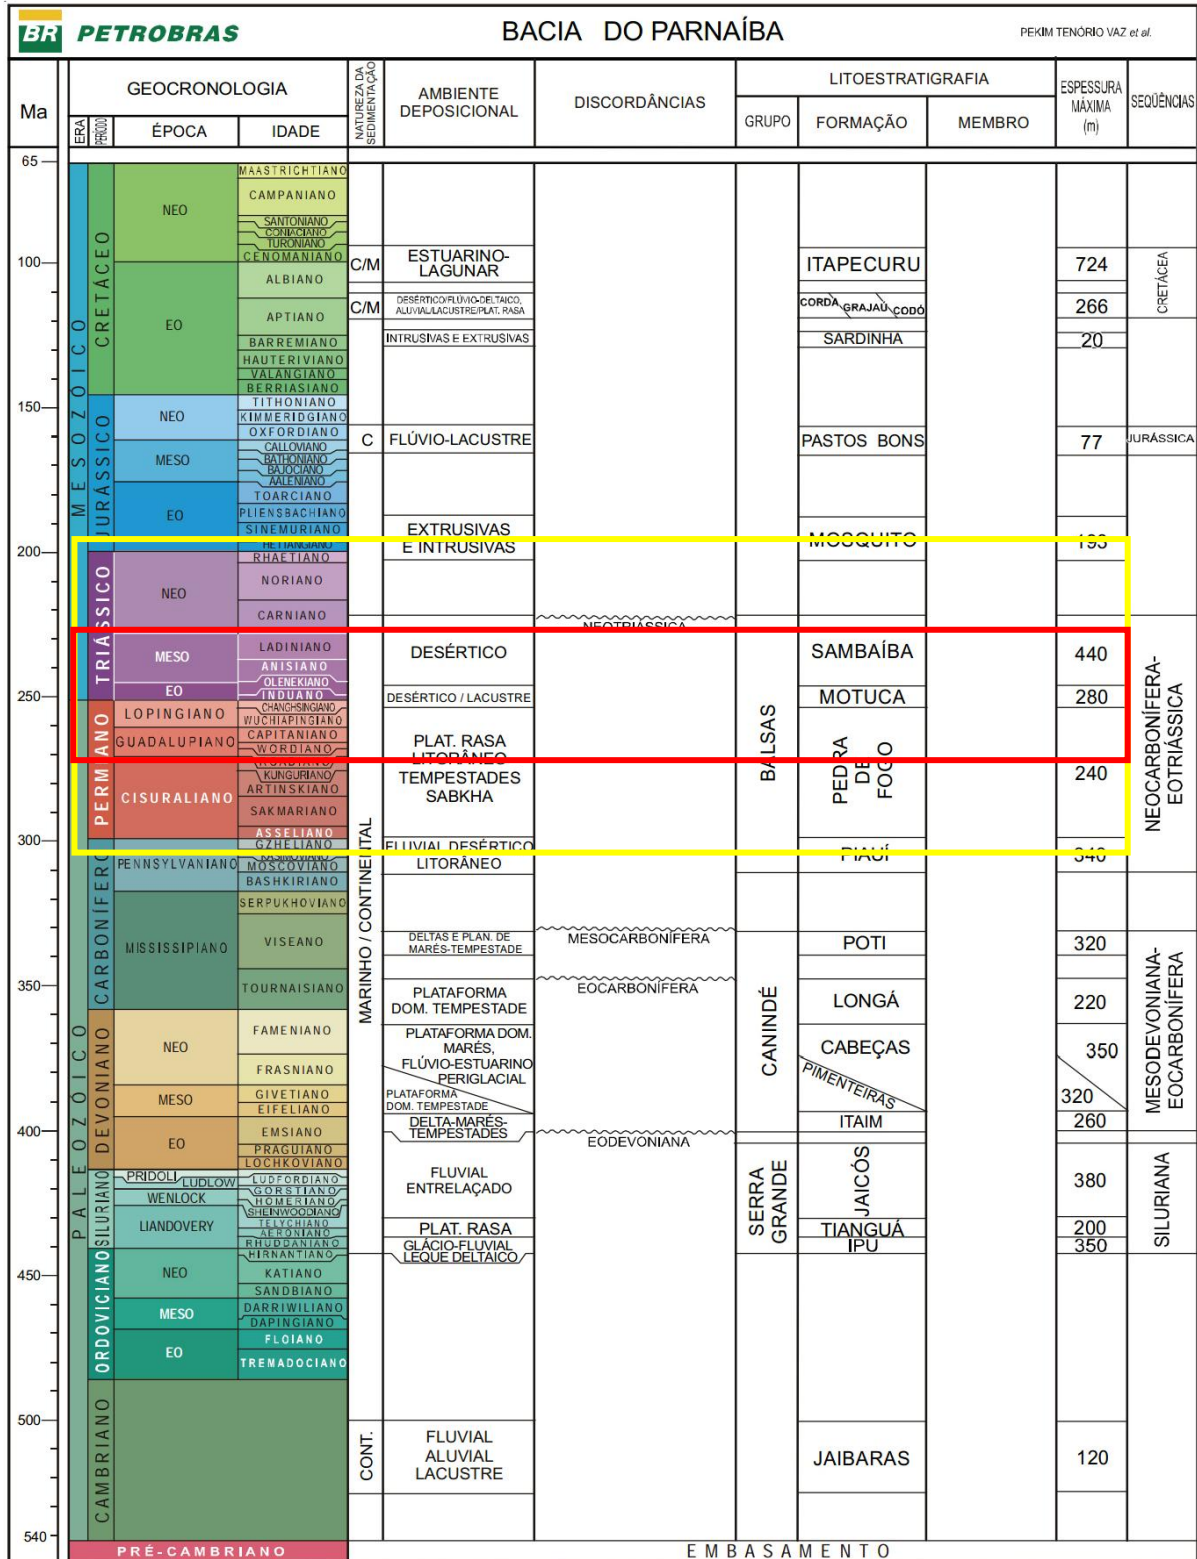 BR PETROBRAS
BACIA DO PARNAÍBA
PEKIM TENÓRIO VAZ et al.
Ma
GEOCRONOLOGIA
ERA
PERÍODO
ÉPOCA
IDADE
NATUREZA DA SEDIMENTAÇÃO
AMBIENTE
DEPOSICIONAL
DISCORDÂNCIAS
LITOESTRATIGRAFIA
GRUPO
FORMAÇÃO
MEMBRO
ESPESSURA
MÁXIMA
(m)
SEQÜÊNCIAS
65
100
150
200
250
300
350
400
450
500
540
MESOZÓICO
PALEOZÓICO
CRETÁCEO
JURÁSSICO
TRIÁSSICO
PERMIANO
CARBONÍFERO
DEVONIANO
SILURIANO
ORDOVICIANO
CAMBRIANO
NEO
EO
NEO
MESO
EO
NEO
MESO
EO
LOPINGIANO
GUADALUPIANO
CISURALIANO
PENNSYLVANIANO
MISSISSIPIANO
NEO
MESO
EO
PRIDOLI
LUDLOW
WENLOCK
LIANDOVERY
NEO
MESO
EO
MAASTRICHTIANO
CAMPANIANO
SANTONIANO
CONIACIANO
TURONIANO
CENOMANIANO
ALBIANO
APTIANO
BARREMIANO
HAUTERIVIANO
VALANGIANO
BERRIASIANO
TITHONIANO
KIMMERIDGIANO
OXFORDIANO
CALLOVIANO
BATHONIANO
BAJOCIANO
AALENIANO
TOARCIANO
PLIENSBACHIANO
SINEMURIANO
HETTANGIANO
RHAETIANO
NORIANO
CARNIANO
LADINIANO
ANISIANO
OLENEKIANO
INDUANO
CHANGHSINGIANO
WUCHIAPINGIANO
CAPITANIANO
WORDIANO
KUNGURIANO
ARTINSKIANO
SAKMARIANO
ASSELIANO
GZHELIANO
KASIMOVIANO
MOSCOVIANO
BASHKIRIANO
SERPUKHOVIANO
VISEANO
TOURNAISIANO
FAMENIANO
FRASNIANO
GIVETIANO
EIFELIANO
EMSIANO
PRAGUIANO
LOCHKOVIANO
LUDFORDIANO
GORSTIANO
HOMERIANO
SHEINWOODIANO
TELYCHIANO
AERONIANO
RHUDDANIANO
HIRNANTIANO
KATIANO
SANDBIANO
DARRIWILIANO
DAPINGIANO
FLOIANO
TREMADOCIANO
C/M
C/M
C
MARINHO / CONTINENTAL
CONT.
ESTUARINO-
LAGUNAR
DESÉRTICO/FLÚVIO-DELTAICO,
ALUVIAL/LACUSTRE/PLAT. RASA
INTRUSIVAS E EXTRUSIVAS
FLÚVIO-LACUSTRE
EXTRUSIVAS
E INTRUSIVAS
DESÉRTICO
DESÉRTICO / LACUSTRE
PLAT. RASA
LITORÂNEO
TEMPESTADES
SABKHA
FLUVIAL DESÉRTICO
LITORÂNEO
DELTAS E PLAN. DE
MARÉS-TEMPESTADE
PLATAFORMA
DOM. TEMPESTADE
PLATAFORMA DOM.
MARÉS,
FLÚVIO-ESTUARINO
PERIGLACIAL
PLATAFORMA
DOM. TEMPESTADE
DELTA-MARÉS-
TEMPESTADES
FLUVIAL
ENTRELAÇADO
PLAT. RASA
GLÁCIO-FLUVIAL
LEQUE DELTAICO
FLUVIAL
ALUVIAL
LACUSTRE
NEOTRIÁSSICA
MESOCARBONÍFERA
EOCARBONÍFERA
EODEVONIANA
BALSAS
CANINDÉ
SERRA
GRANDE
ITAPECURU
CORDA
GRAJAÚ
CODÓ
SARDINHA
PASTOS BONS
MOSQUITO
SAMBAÍBA
MOTUCA
PEDRA
DE
FOGO
PIAUÍ
POTI
LONGÁ
CABEÇAS
PIMENTEIRAS
ITAIM
JAICÓS
TIANGUÁ
IPU
JAIBARAS
724
266
20
77
193
440
280
240
340
320
220
350
320
260
380
200
350
120
CRETÁCEA
JURÁSSICA
NEOCARBONÍFERA-
EOTRIÁSSICA
MESODEVONIANA-
EOCARBONÍFERA
SILURIANA
PRÉ-CAMBRIANO
EMBASAMENTO